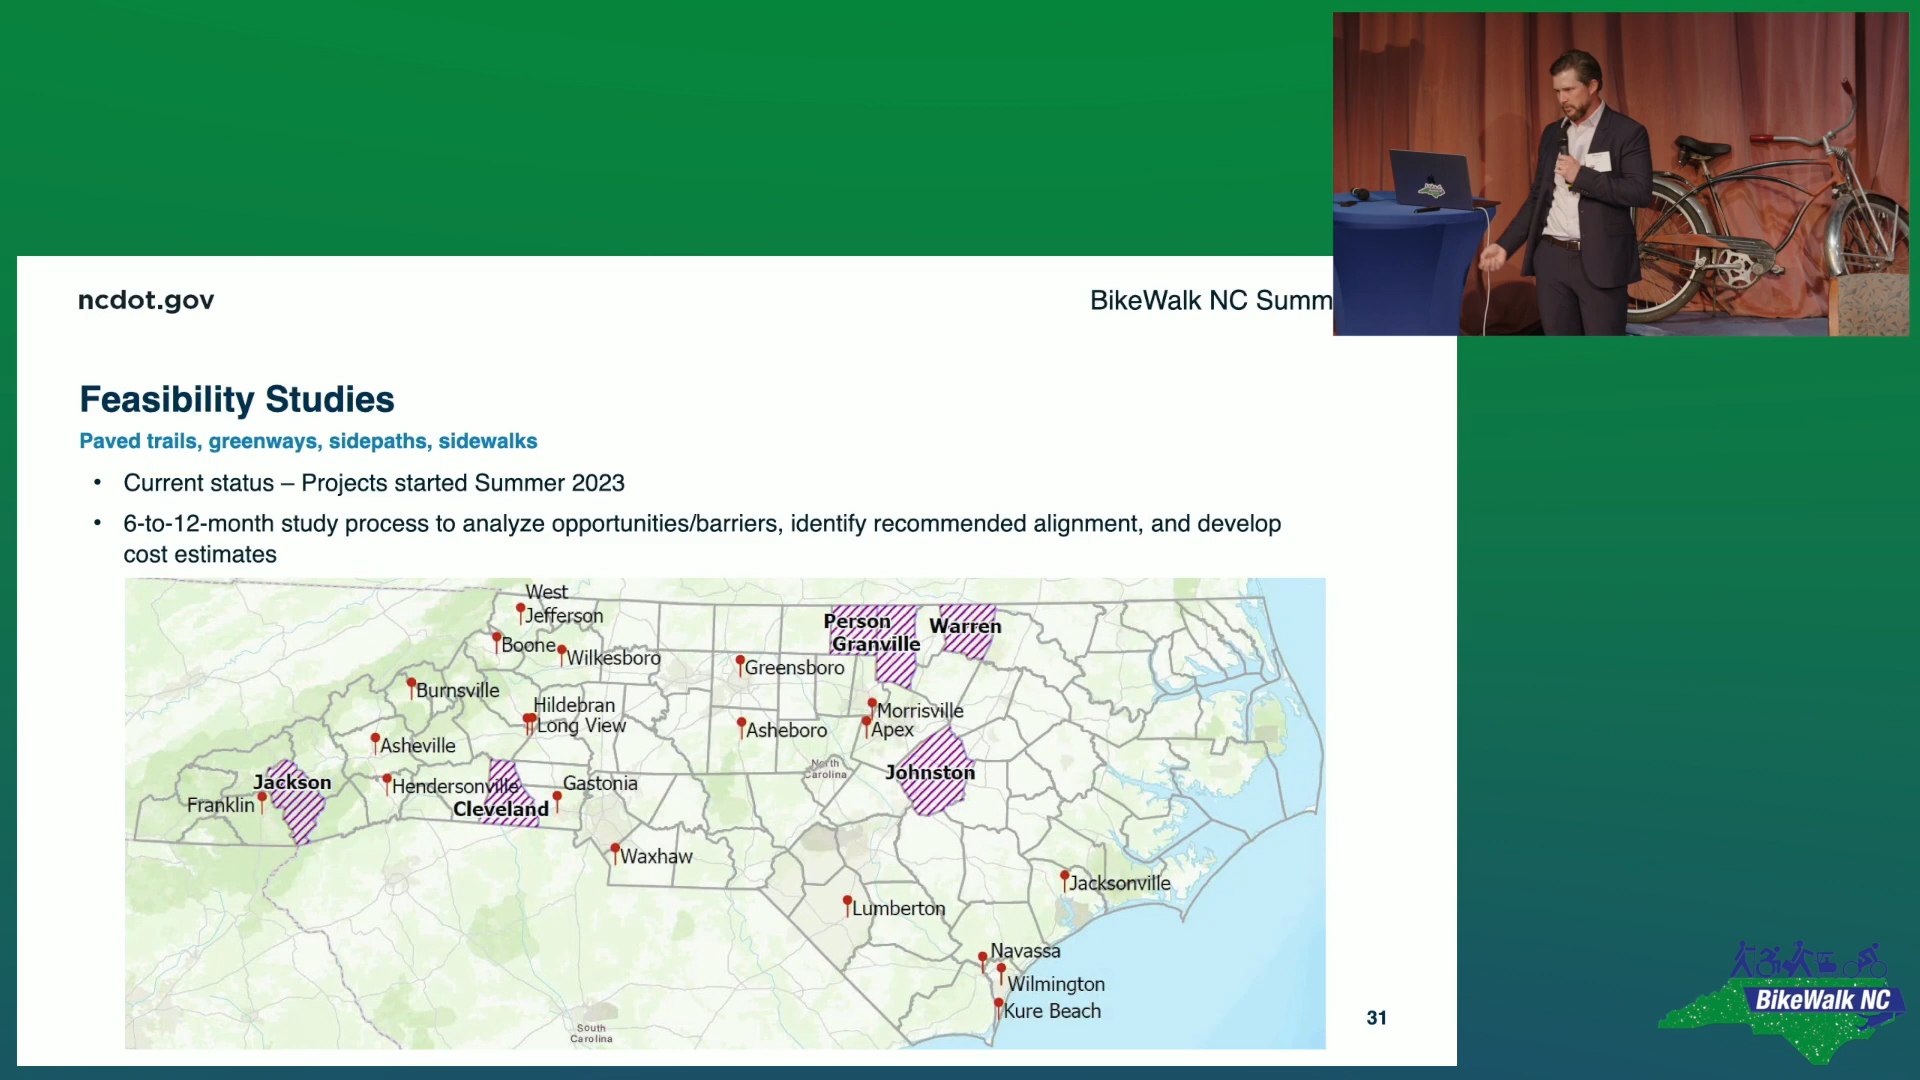 ncdot.gov
BikeWalk NC Summ
Feasibility Studies
Paved trails, greenways, sidepaths, sidewalks
• Current status – Projects started Summer 2023
• 6-to-12-month study process to analyze opportunities/barriers, identify recommended alignment, and develop
cost estimates
West
Jefferson
Boone
Wilkesboro
Burnsville
Hildebran
Long View
Asheville
Jackson
Franklin
Hendersonville
Cleveland
Gastonia
Waxhaw
Greensboro
Asheboro
Person
Granville
Warren
Morrisville
Apex
North
Carolina
Johnston
Jacksonville
Lumberton
Navassa
Wilmington
Kure Beach
South
Carolina
31
BikeWalk NC